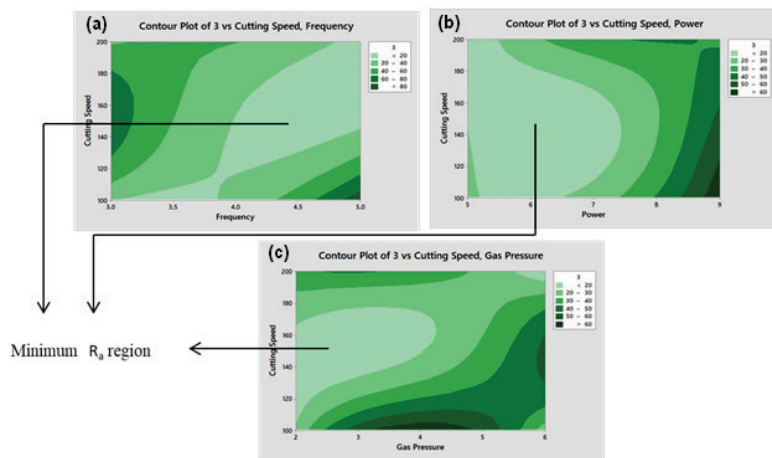 (a)
Contour Plot of 3 vs Cutting Speed, Frequency
3
< 20
20 – 40
40 – 60
60 – 80
> 80
200
180
160
140
120
100
Cutting Speed
3.0 3.5 4.0 4.5 5.0
Frequency
(b)
Contour Plot of 3 vs Cutting Speed, Power
3
< 20
20 – 30
30 – 40
40 – 50
50 – 60
> 60
200
180
160
140
120
100
Cutting Speed
5 6 7 8 9
Power
(c)
Contour Plot of 3 vs Cutting Speed, Gas Pressure
3
< 20
20 – 30
30 – 40
40 – 50
50 – 60
> 60
200
180
160
140
120
100
Cutting Speed
2 3 4 5 6
Gas Pressure
Minimum Ra region